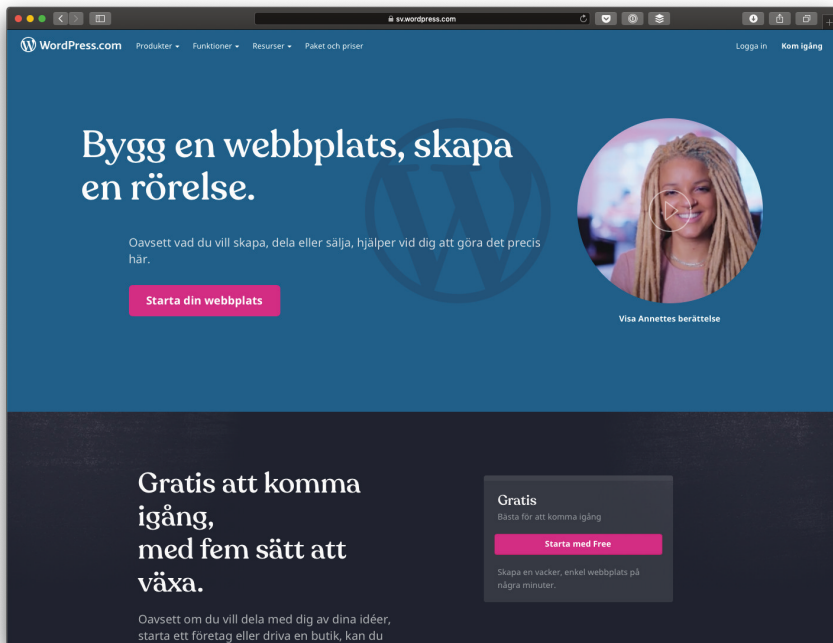 sv.wordpress.com
WordPress.com Produkter Funktioner Resurser Paket och priser Logga in Kom igång
Bygg en webbplats, skapa
en rörelse.
Oavsett vad du vill skapa, dela eller sälja, hjälper vid dig att göra det precis
här.
Starta din webbplats
Visa Annettes berättelse
Gratis att komma
igång,
med fem sätt att
växa.
Oavsett om du vill dela med dig av dina idéer,
starta ett företag eller driva en butik, kan du
Gratis
Bästa för att komma igång
Starta med Free
Skapa en vacker, enkel webbplats på
några minuter.